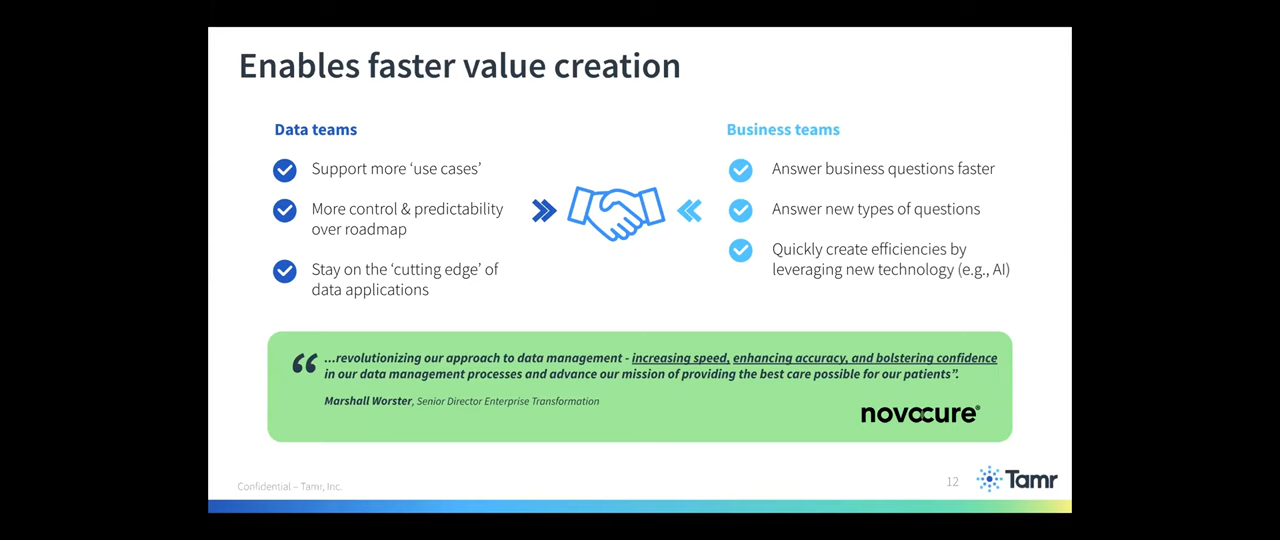 Enables faster value creation
Data teams
Support more ‘use cases’
More control & predictability
over roadmap
Stay on the ‘cutting edge’ of
data applications
Business teams
Answer business questions faster
Answer new types of questions
Quickly create efficiencies by
leveraging new technology (e.g., AI)
“ ...revolutionizing our approach to data management - increasing speed, enhancing accuracy, and bolstering confidence
in our data management processes and advance our mission of providing the best care possible for our patients”.
Marshall Worster, Senior Director Enterprise Transformation
novocure®
Confidential – Tamr, Inc.
12
Tamr